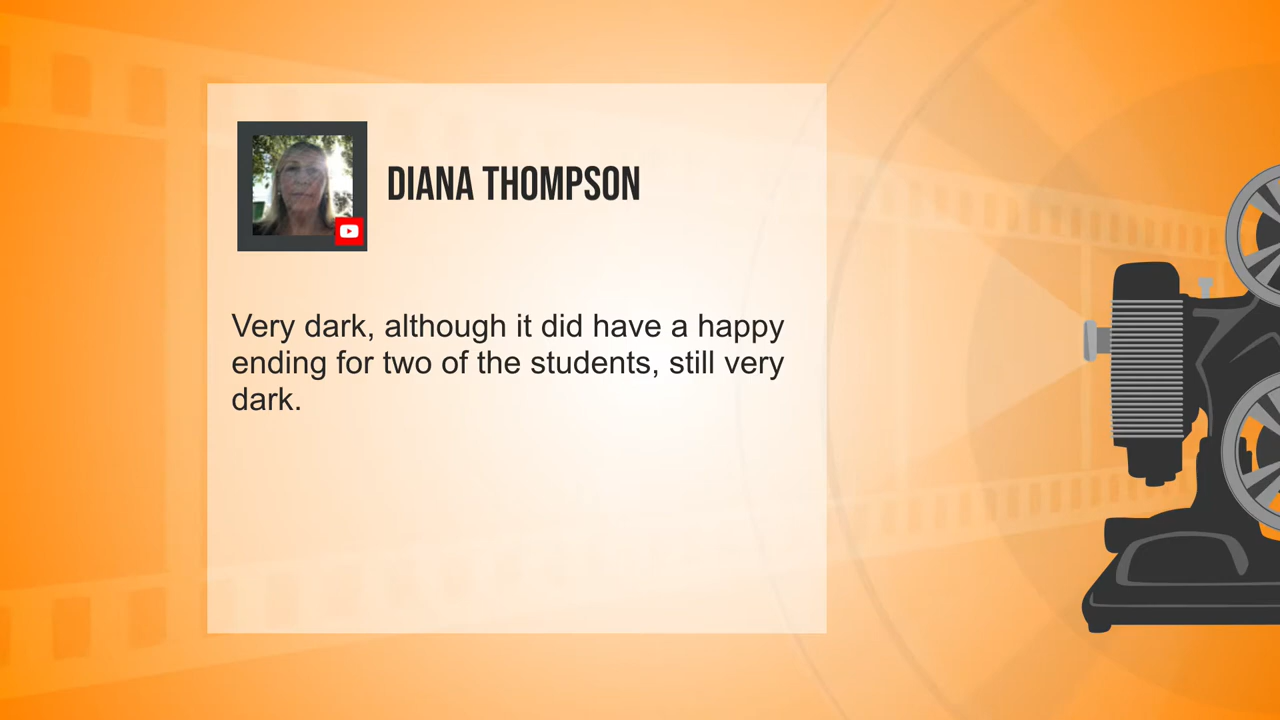 DIANA THOMPSON
Very dark, although it did have a happy
ending for two of the students, still very
dark.